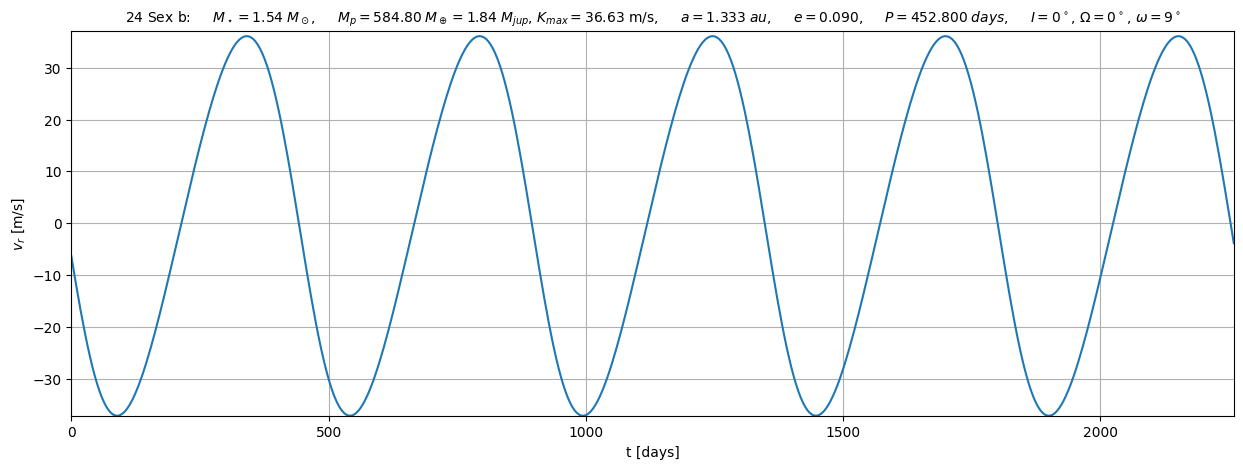 24 Sex b: M⋆ = 1.54 M⊙, Mp = 584.80 M⊕ = 1.84 Mjup, Kmax = 36.63 m/s, a = 1.333 au, e = 0.090, P = 452.800 days, I = 0°, Ω = 0°, ω = 9°
30
20
10
0
−10
−20
−30
vr [m/s]
0 500 1000 1500 2000
t [days]